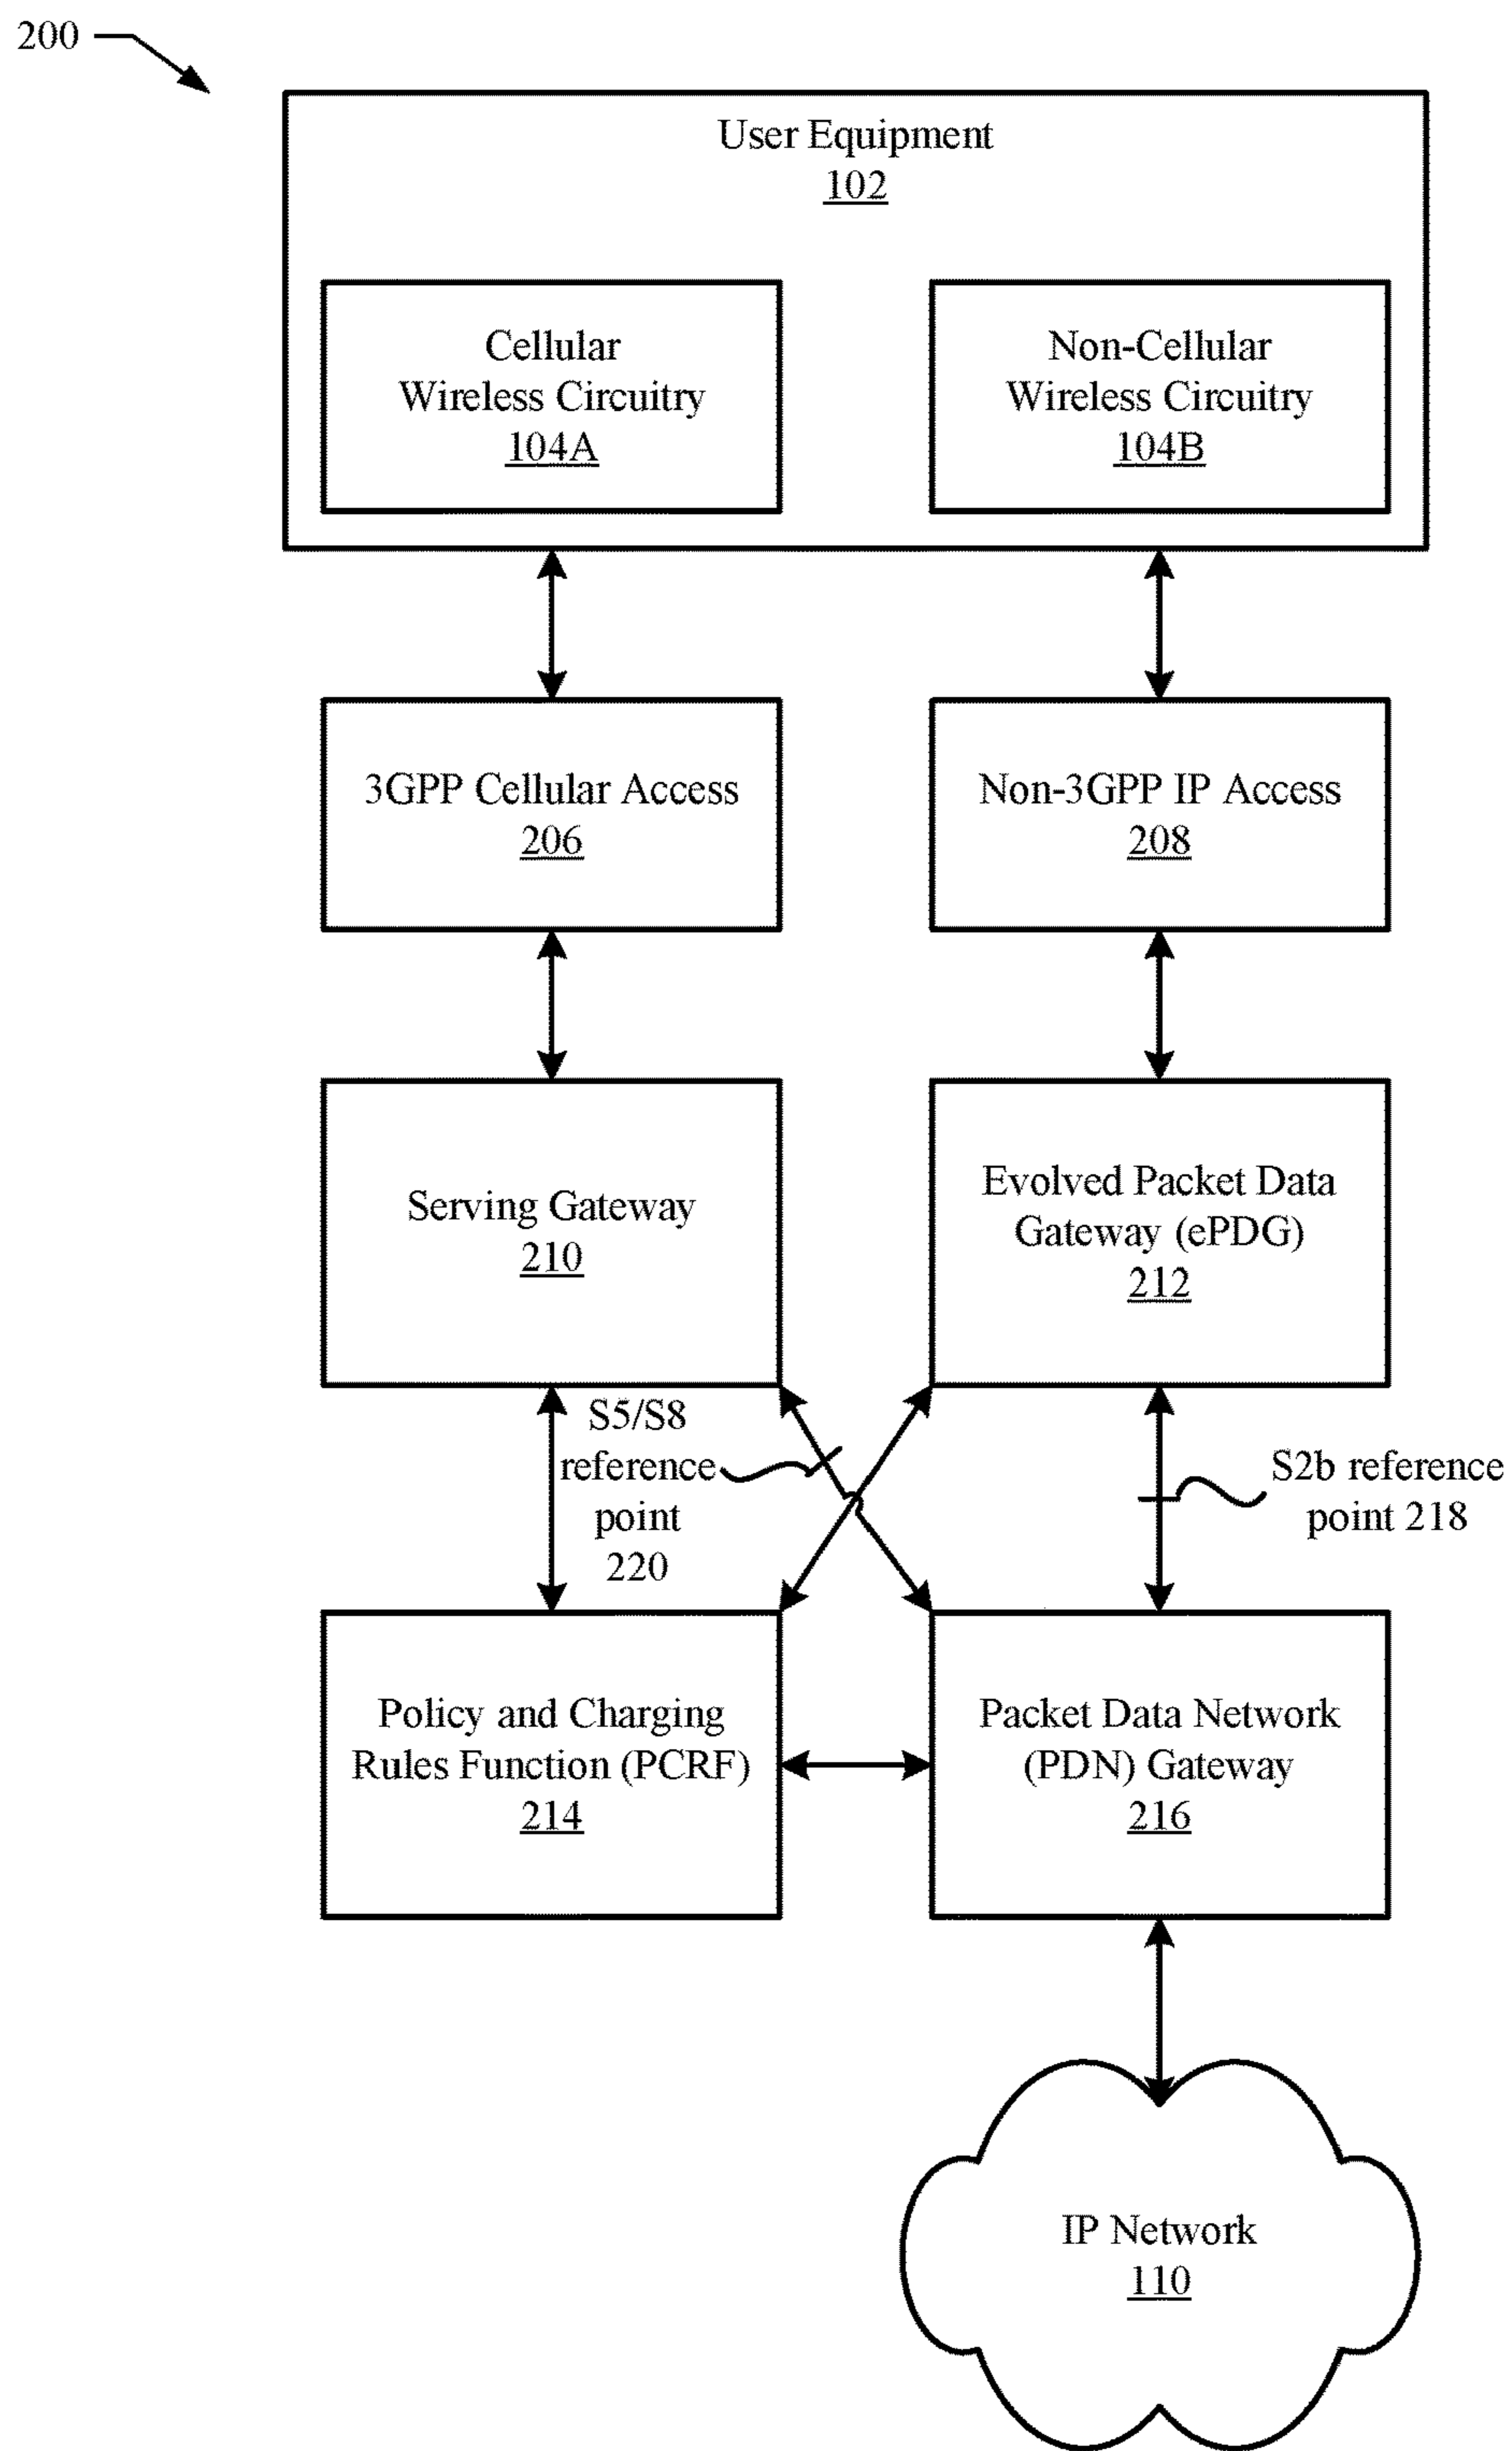 200
User Equipment
102
Cellular
Wireless Circuitry
104A
Non-Cellular
Wireless Circuitry
104B
3GPP Cellular Access
206
Non-3GPP IP Access
208
Serving Gateway
210
Evolved Packet Data
Gateway (ePDG)
212
S5/S8
reference
point
220
S2b reference
point 218
Policy and Charging
Rules Function (PCRF)
214
Packet Data Network
(PDN) Gateway
216
IP Network
110